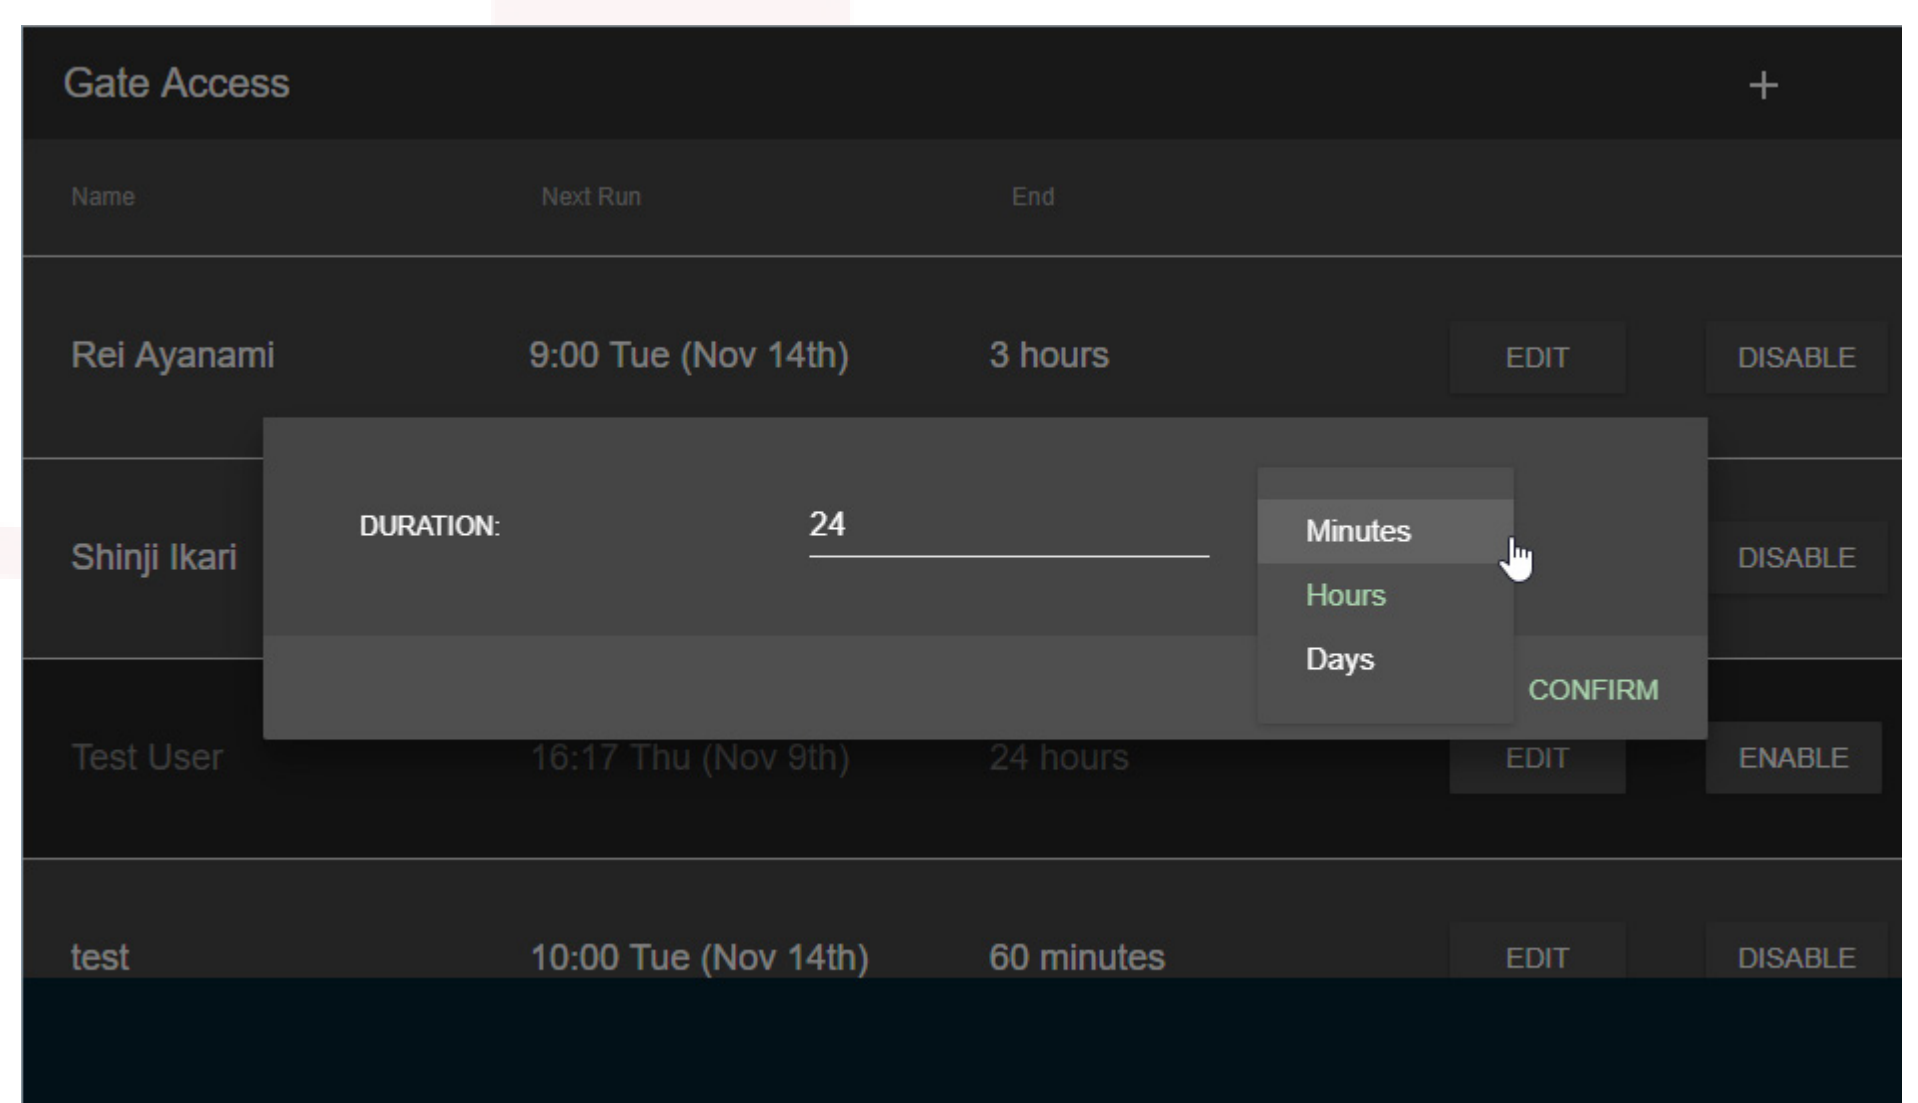 Gate Access +
Name Next Run End
Rei Ayanami 9:00 Tue (Nov 14th) 3 hours EDIT DISABLE
DURATION: 24 Minutes
Shinji Ikari DISABLE
Hours
Days
CONFIRM
Test User 16:17 Thu (Nov 9th) 24 hours EDIT ENABLE
test 10:00 Tue (Nov 14th) 60 minutes EDIT DISABLE